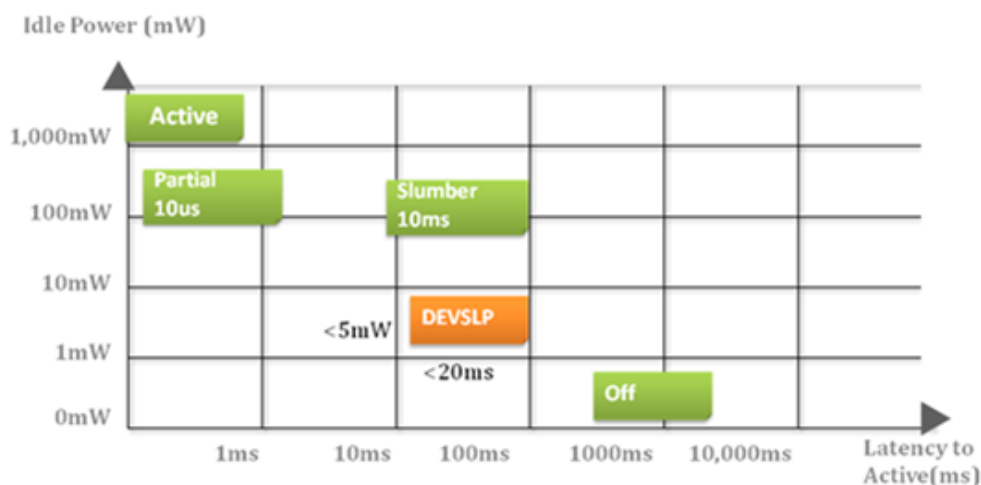 Idle Power (mW)
Active
1,000mW
Partial
10us
Slumber
10ms
100mW
10mW
DEVSLP
<5mW
1mW
<20ms
Off
0mW
1ms
10ms
100ms
1000ms
10,000ms
Latency to
Active(ms)